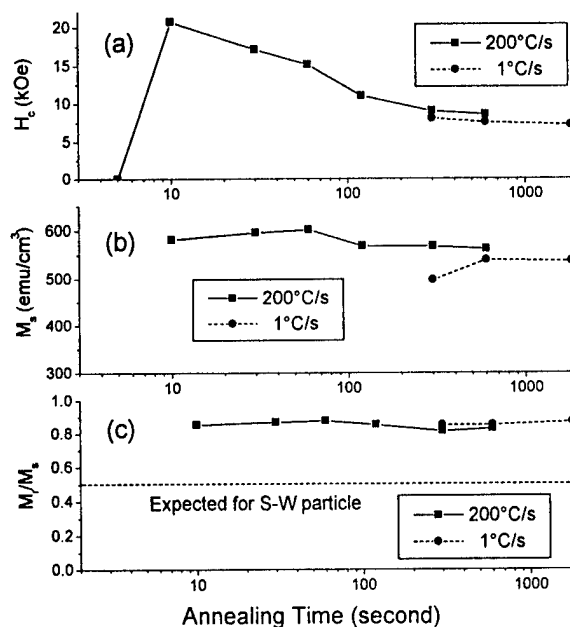 (a)
H_c (kOe)
20
15
10
5
0
200°C/s
1°C/s
10
100
1000
(b)
M_s (emu/cm³)
600
500
400
300
200°C/s
1°C/s
10
100
1000
(c)
M_r/M_s
1.0
0.8
0.6
0.4
0.2
0.0
Expected for S-W particle
200°C/s
1°C/s
10
100
1000
Annealing Time (second)